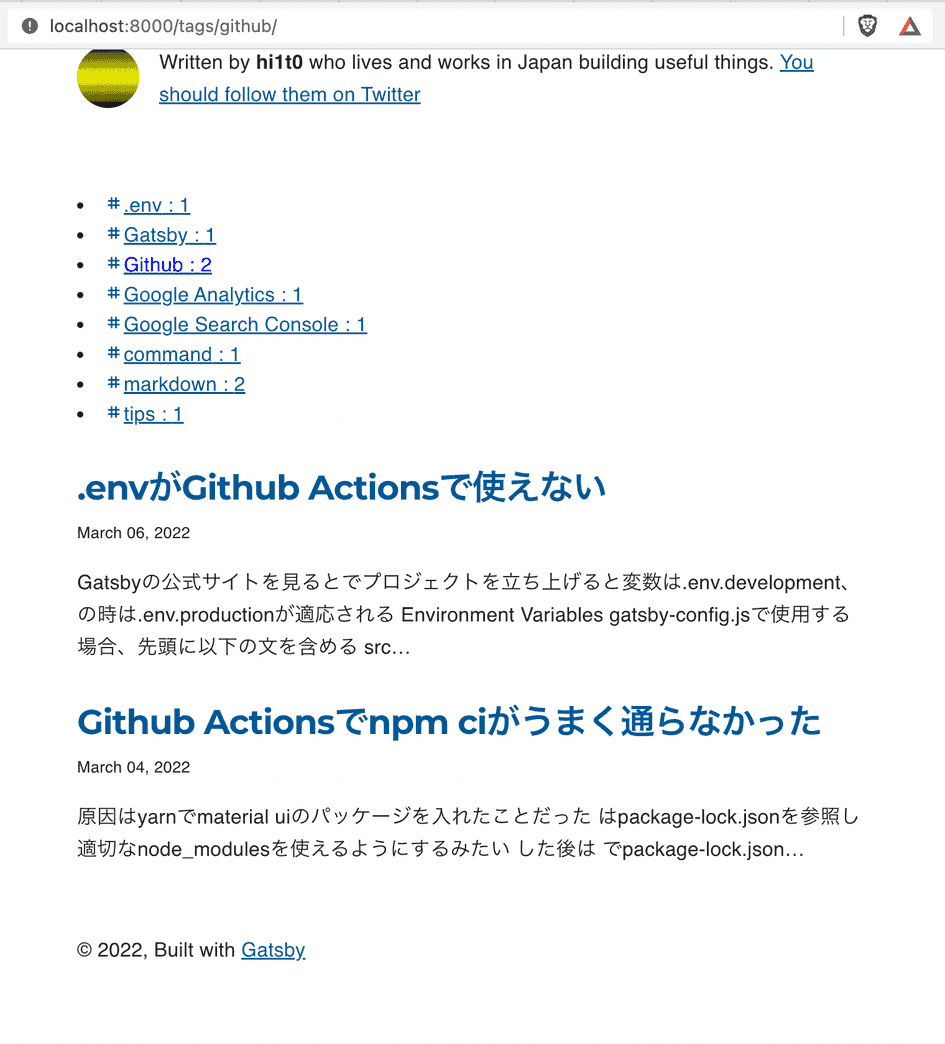 localhost:8000/tags/github/
Written by hi1t0 who lives and works in Japan building useful things. You
should follow them on Twitter
#.env : 1
#Gatsby : 1
#Github : 2
#Google Analytics : 1
#Google Search Console : 1
#command : 1
#markdown : 2
#tips : 1
.envがGithub Actionsで使えない
March 06, 2022
Gatsbyの公式サイトを見るとでプロジェクトを立ち上げると変数は.env.development、
の時は.env.productionが適応される Environment Variables gatsby-config.jsで使用する
場合、先頭に以下の文を含める src…
Github Actionsでnpm ciがうまく通らなかった
March 04, 2022
原因はyarnでmaterial uiのパッケージを入れたことだった はpackage-lock.jsonを参照し
適切なnode_modulesを使えるようにするみたい した後は でpackage-lock.json…
© 2022, Built with Gatsby